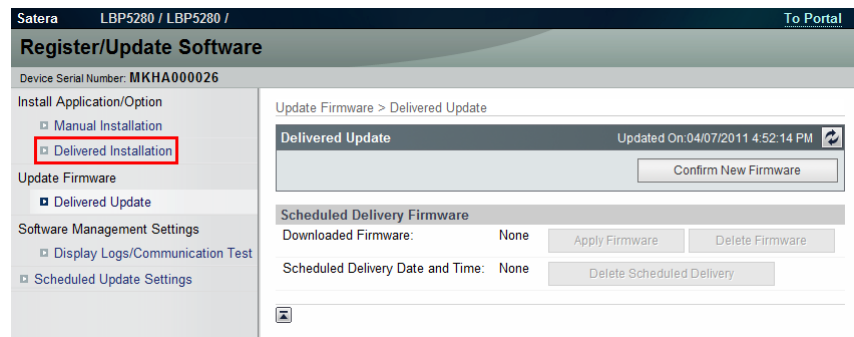 Satera LBP5280 / LBP5280 / To Portal
Register/Update Software
Device Serial Number: MKHA000026
Install Application/Option
Manual Installation
Delivered Installation
Update Firmware
Delivered Update
Software Management Settings
Display Logs/Communication Test
Scheduled Update Settings
Update Firmware > Delivered Update
Delivered Update Updated On:04/07/2011 4:52:14 PM
Confirm New Firmware
Scheduled Delivery Firmware
Downloaded Firmware: None Apply Firmware Delete Firmware
Scheduled Delivery Date and Time: None Delete Scheduled Delivery